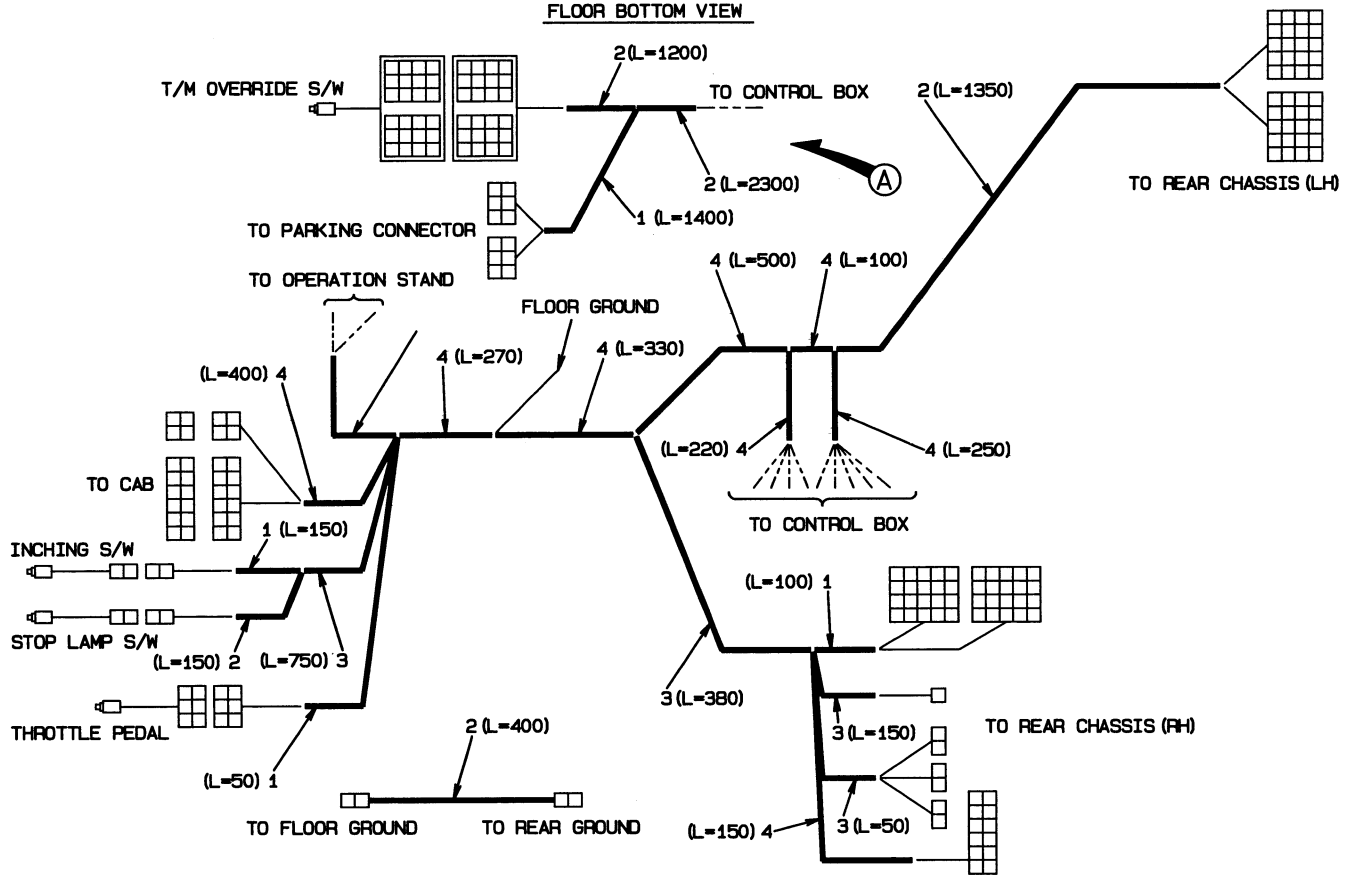 FLOOR BOTTOM VIEW
2(L=1200)
T/M OVERRIDE S/W
TO CONTROL BOX
2(L=1350)
A
2(L=2300)
TO REAR CHASSIS(LH)
1(L=1400)
TO PARKING CONNECTOR
4(L=500)
4(L=100)
TO OPERATION STAND
FLOOR GROUND
4(L=270)
4(L=330)
(L=400)4
(L=220)4
4(L=250)
TO CAB
TO CONTROL BOX
1(L=150)
INCHING S/W
(L=100)1
STOP LAMP S/W
(L=150)2
(L=750)3
3(L=380)
THROTTLE PEDAL
2(L=400)
3(L=150)
TO REAR CHASSIS(RH)
(L=50)1
TO FLOOR GROUND
TO REAR GROUND
(L=150)4
3(L=50)